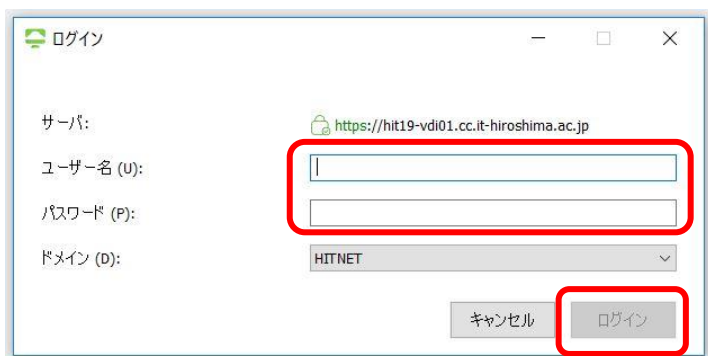 ログイン
サーバ: https://hit19-vdi01.cc.it-hiroshima.ac.jp
ユーザー名 (U):
パスワード (P):
ドメイン (D): HITNET
キャンセル ログイン